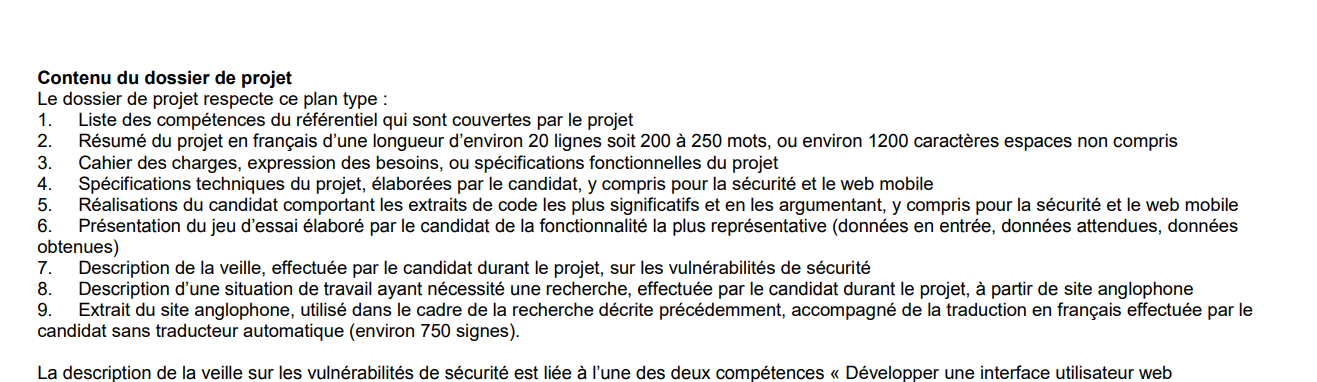 Contenu du dossier de projet
Le dossier de projet respecte ce plan type :
1. Liste des compétences du référentiel qui sont couvertes par le projet
2. Résumé du projet en français d'une longueur d'environ 20 lignes soit 200 à 250 mots, ou environ 1200 caractères espaces non compris
3. Cahier des charges, expression des besoins, ou spécifications fonctionnelles du projet
4. Spécifications techniques du projet, élaborées par le candidat, y compris pour la sécurité et le web mobile
5. Réalisations du candidat comportant les extraits de code les plus significatifs et en les argumentant, y compris pour la sécurité et le web mobile
6. Présentation du jeu d'essai élaboré par le candidat de la fonctionnalité la plus représentative (données en entrée, données attendues, données
obtenues)
7. Description de la veille, effectuée par le candidat durant le projet, sur les vulnérabilités de sécurité
8. Description d'une situation de travail ayant nécessité une recherche, effectuée par le candidat durant le projet, à partir de site anglophone
9. Extrait du site anglophone, utilisé dans le cadre de la recherche décrite précédemment, accompagné de la traduction en français effectuée par le
candidat sans traducteur automatique (environ 750 signes).
La description de la veille sur les vulnérabilités de sécurité est liée à l'une des deux compétences « Développer une interface utilisateur web